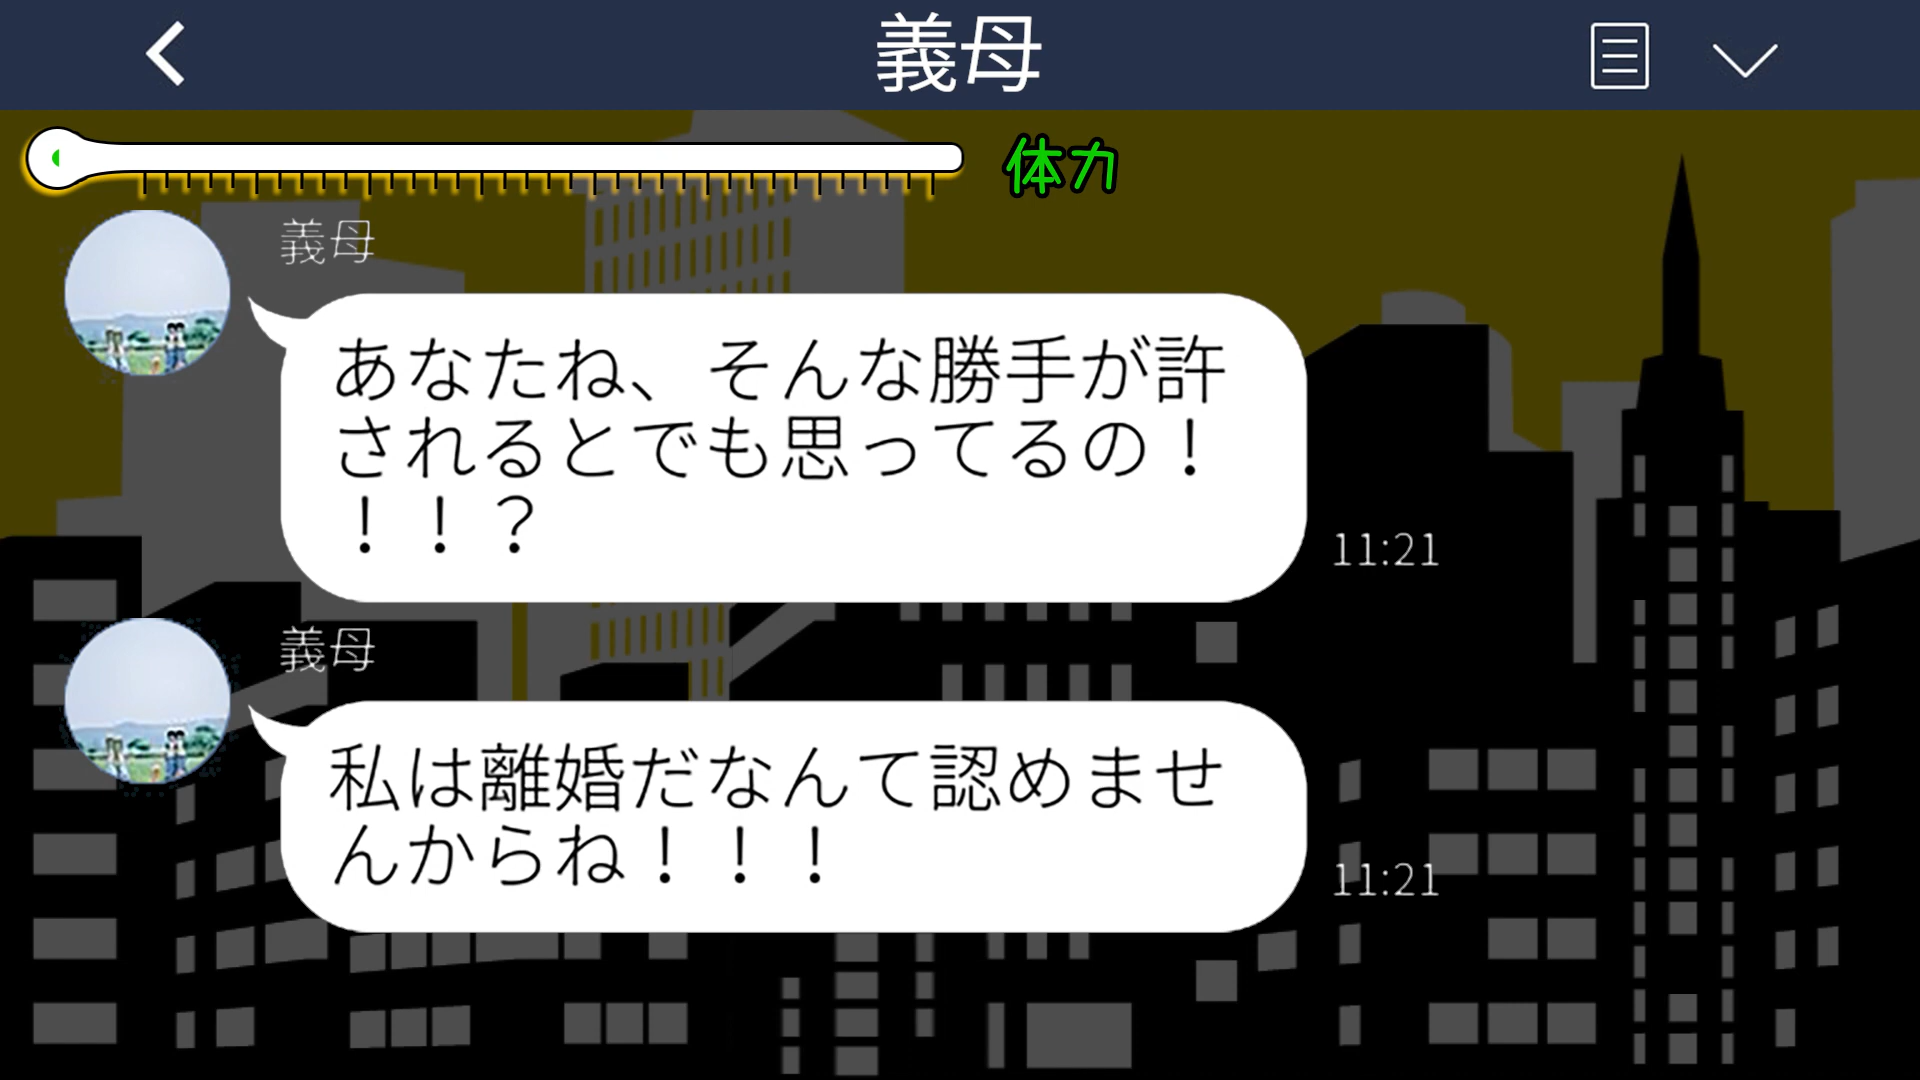 義母
体力
義母
あなたね、そんな勝手が許
されるとでも思ってるの！
！！？
11:21
義母
私は離婚だなんて認めませ
んからね！！！
11:21